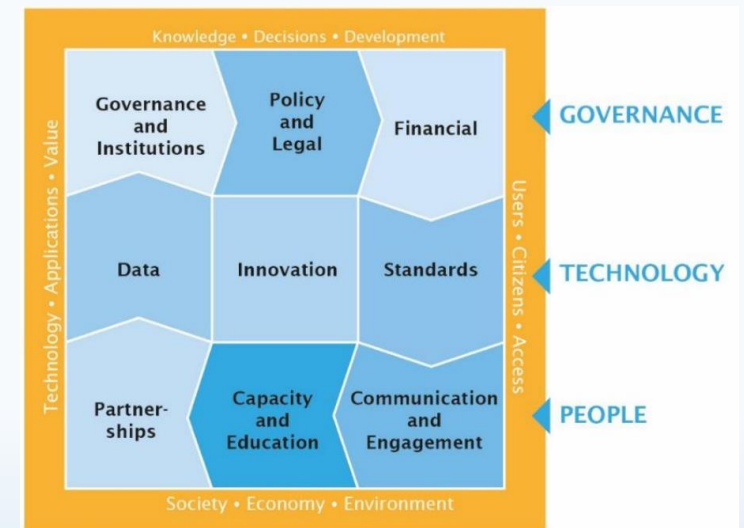 Knowledge • Decisions • Development
Governance
and
Institutions
Policy
and
Legal
Financial
GOVERNANCE
Technology • Applications • Value
Data
Innovation
Standards
Users • Citizens • Access
TECHNOLOGY
Partner-
ships
Capacity
and
Education
Communication
and
Engagement
PEOPLE
Society • Economy • Environment